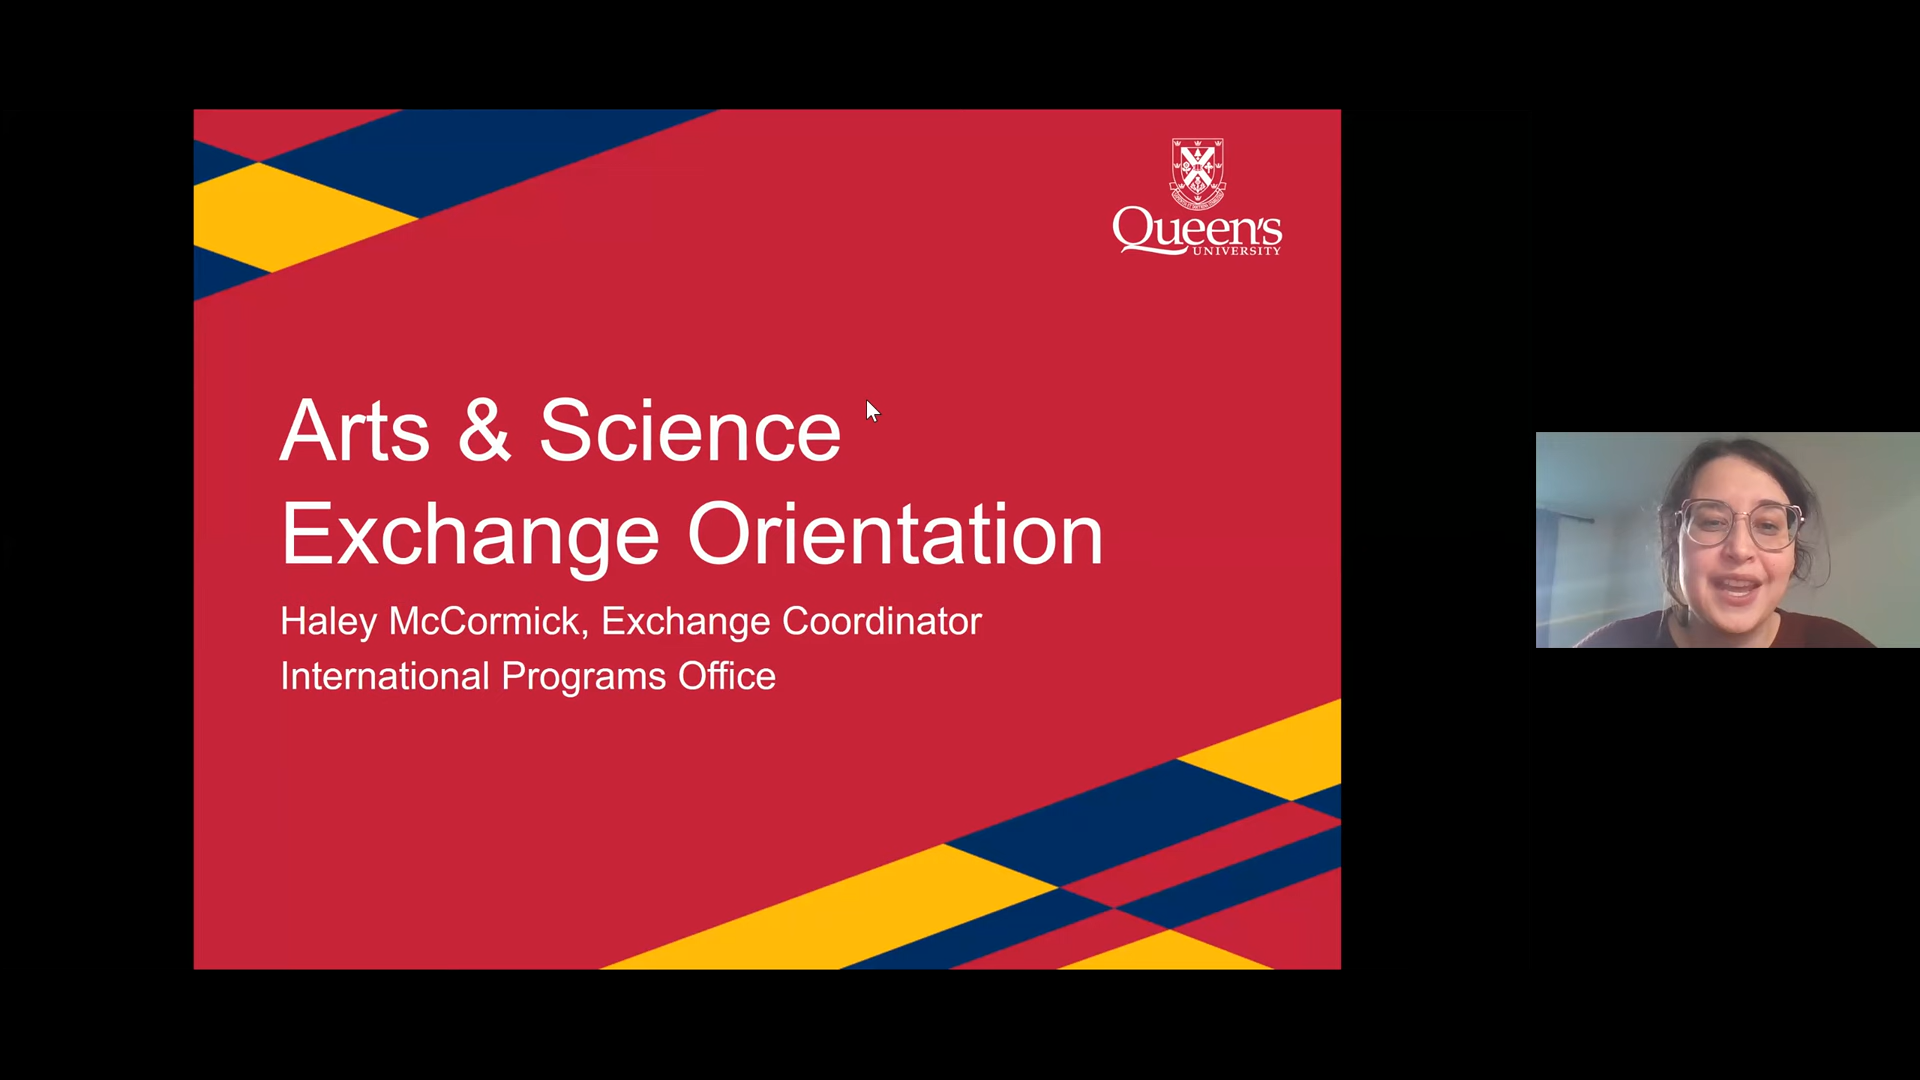 Queen's
UNIVERSITY
Arts & Science
Exchange Orientation
Haley McCormick, Exchange Coordinator
International Programs Office